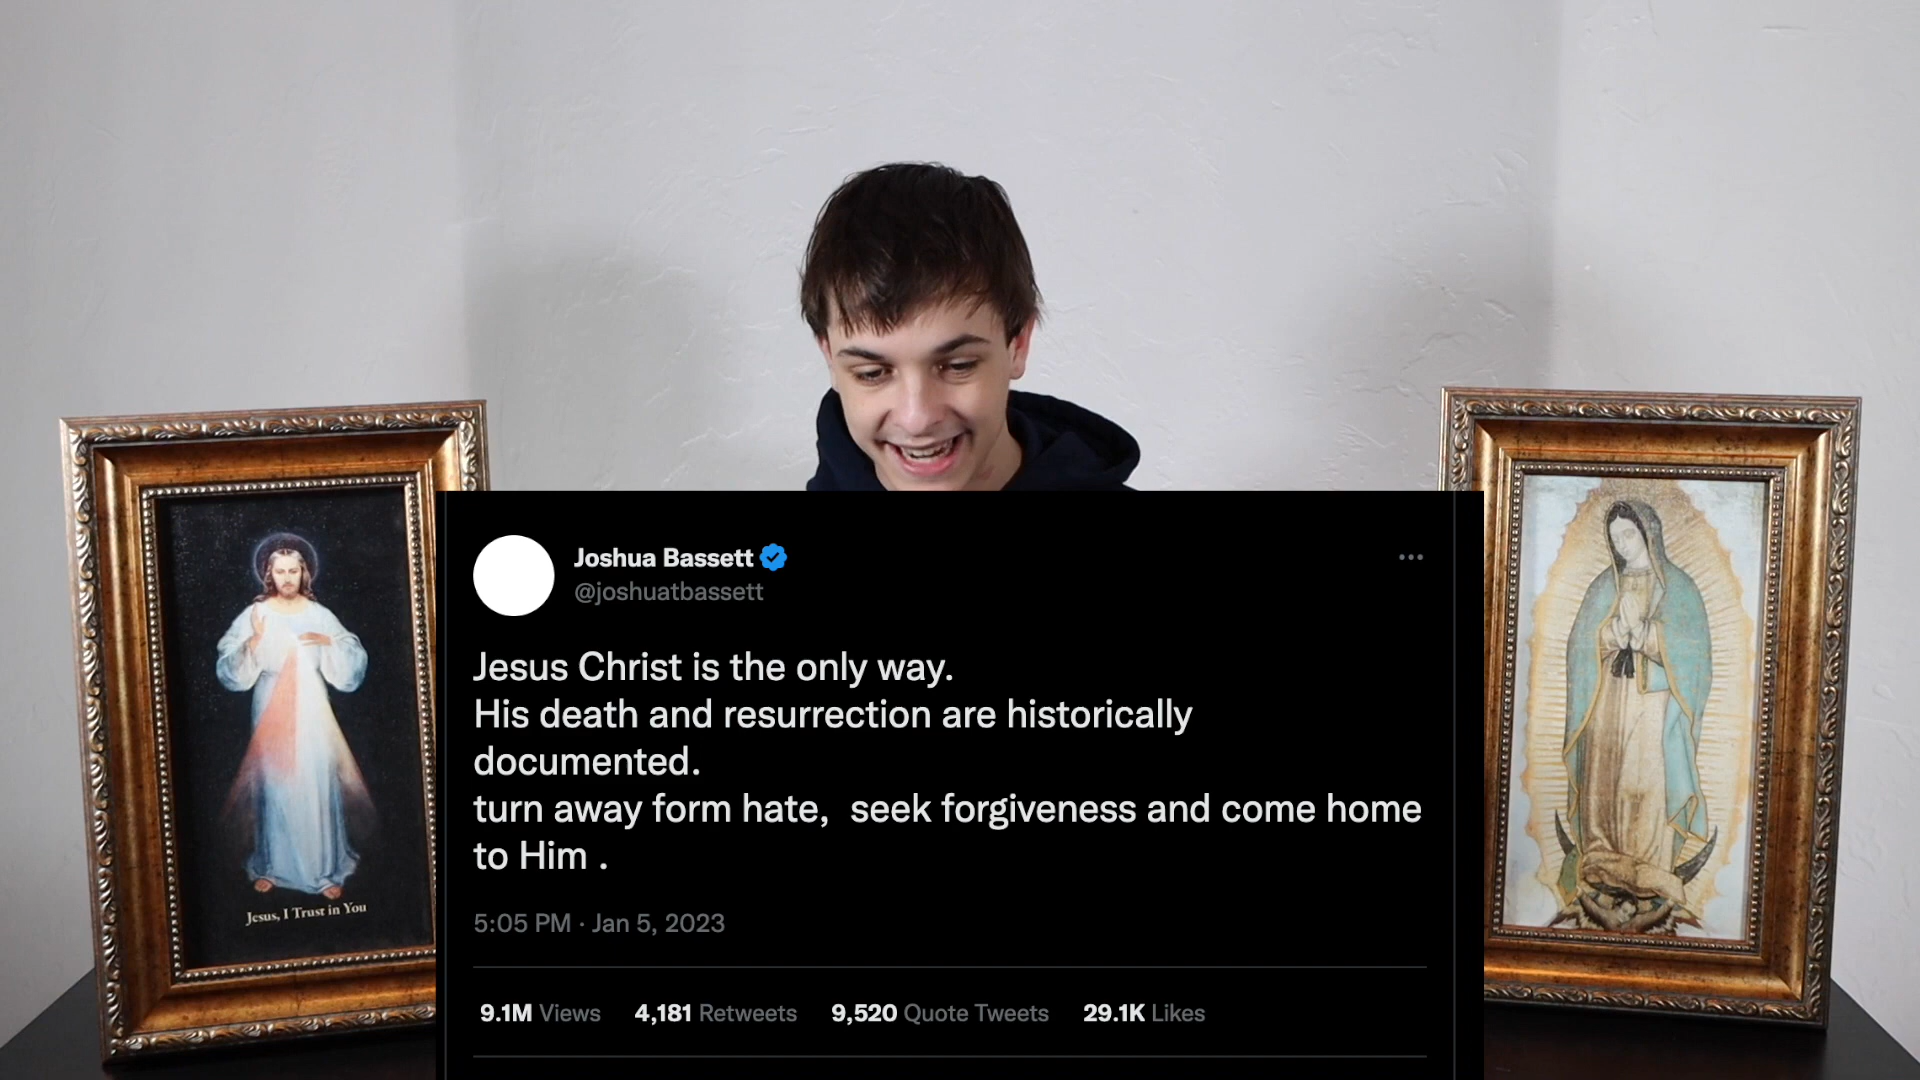 Joshua Bassett
@joshuatbassett
Jesus Christ is the only way.
His death and resurrection are historically
documented.
turn away form hate,  seek forgiveness and come home
to Him .
5:05 PM · Jan 5, 2023
9.1M Views 4,181 Retweets 9,520 Quote Tweets 29.1K Likes
Jesus, I Trust in You